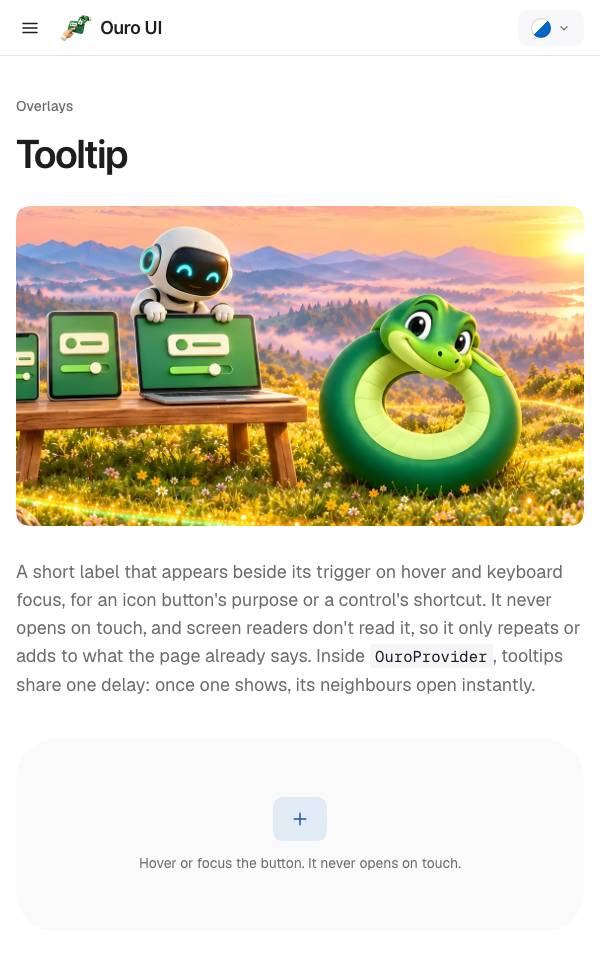 Ouro UI
Overlays
Tooltip
A short label that appears beside its trigger on hover and keyboard
focus, for an icon button's purpose or a control's shortcut. It never
opens on touch, and screen readers don't read it, so it only repeats or
adds to what the page already says. Inside OuroProvider, tooltips
share one delay: once one shows, its neighbours open instantly.
Hover or focus the button. It never opens on touch.